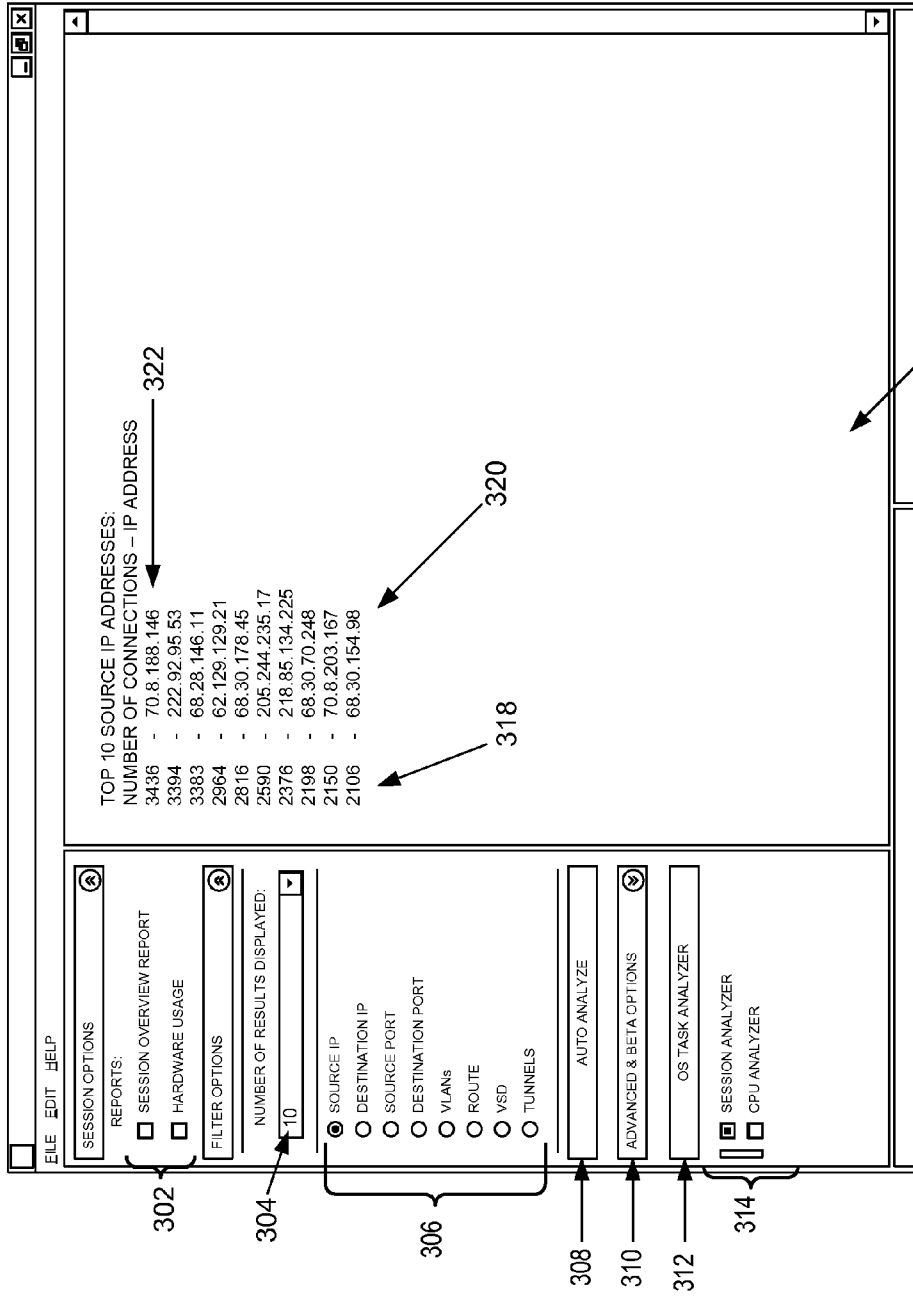 FILE EDIT HELP
SESSION OPTIONS
REPORTS:
SESSION OVERVIEW REPORT
HARDWARE USAGE
302
FILTER OPTIONS
NUMBER OF RESULTS DISPLAYED:
10
304
SOURCE IP
DESTINATION IP
SOURCE PORT
DESTINATION PORT
VLANs
ROUTE
VSD
TUNNELS
306
AUTO ANALYZE
308
ADVANCED & BETA OPTIONS
310
OS TASK ANALYZER
312
SESSION ANALYZER
CPU ANALYZER
314
TOP 10 SOURCE IP ADDRESSES:
NUMBER OF CONNECTIONS – IP ADDRESS
3436 - 70.8.188.146
3394 - 222.92.95.53
3383 - 68.28.146.11
2964 - 62.129.129.21
2816 - 68.30.178.45
2590 - 205.244.235.17
2376 - 218.85.134.225
2198 - 68.30.70.248
2150 - 70.8.203.167
2106 - 68.30.154.98
322
318
320